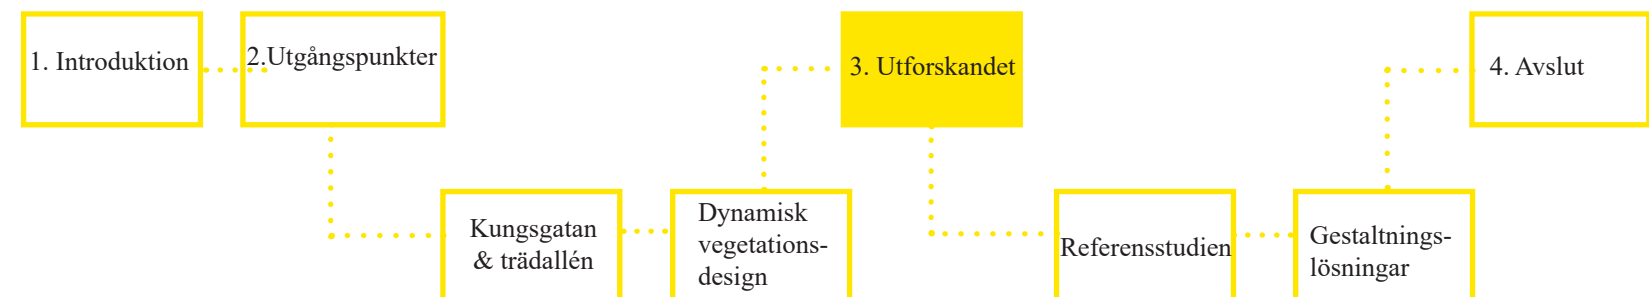 1. Introduktion
2.Utgångspunkter
Kungsgatan
& trädallén
Dynamisk
vegetations-
design
3. Utforskandet
Referensstudien
Gestaltnings-
lösningar
4. Avslut